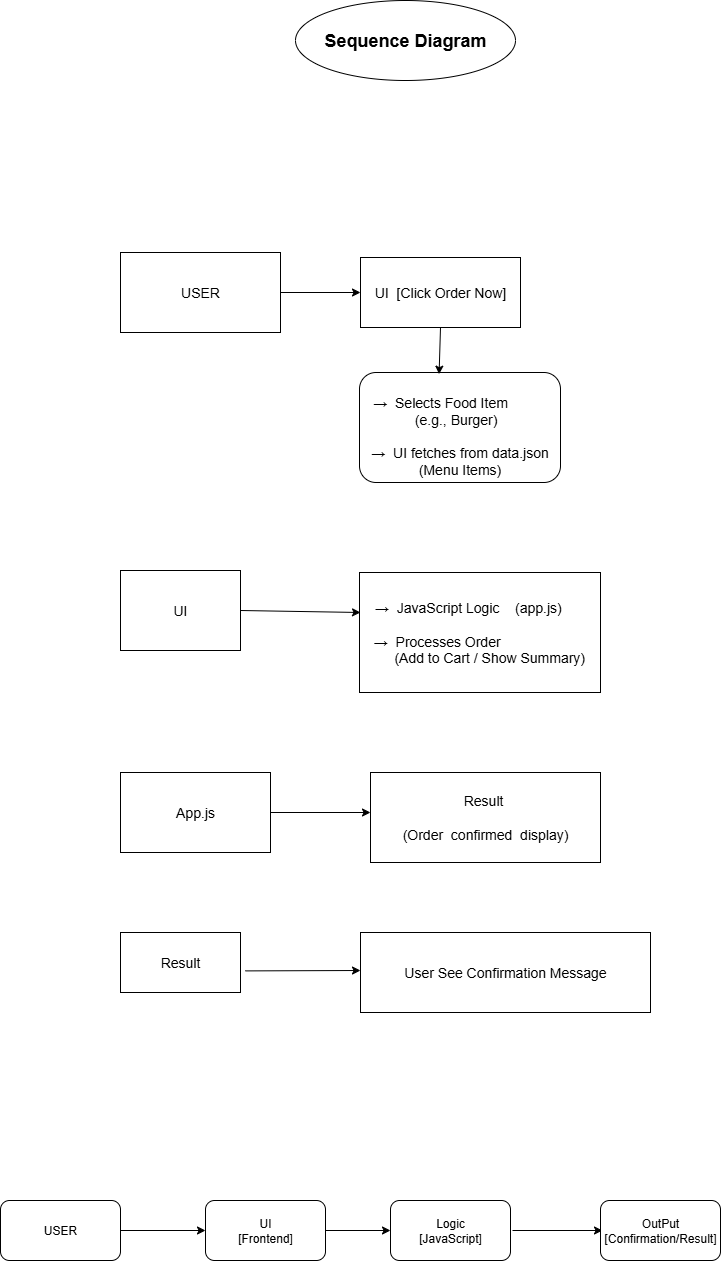 Sequence Diagram
USER
UI [Click Order Now]
→ Selects Food Item
(e.g., Burger)
→ UI fetches from data.json
(Menu Items)
UI
→ JavaScript Logic (app.js)
→ Processes Order
(Add to Cart / Show Summary)
App.js
Result
(Order confirmed display)
Result
User See Confirmation Message
USER
UI
[Frontend]
Logic
[JavaScript]
OutPut
[Confirmation/Result]